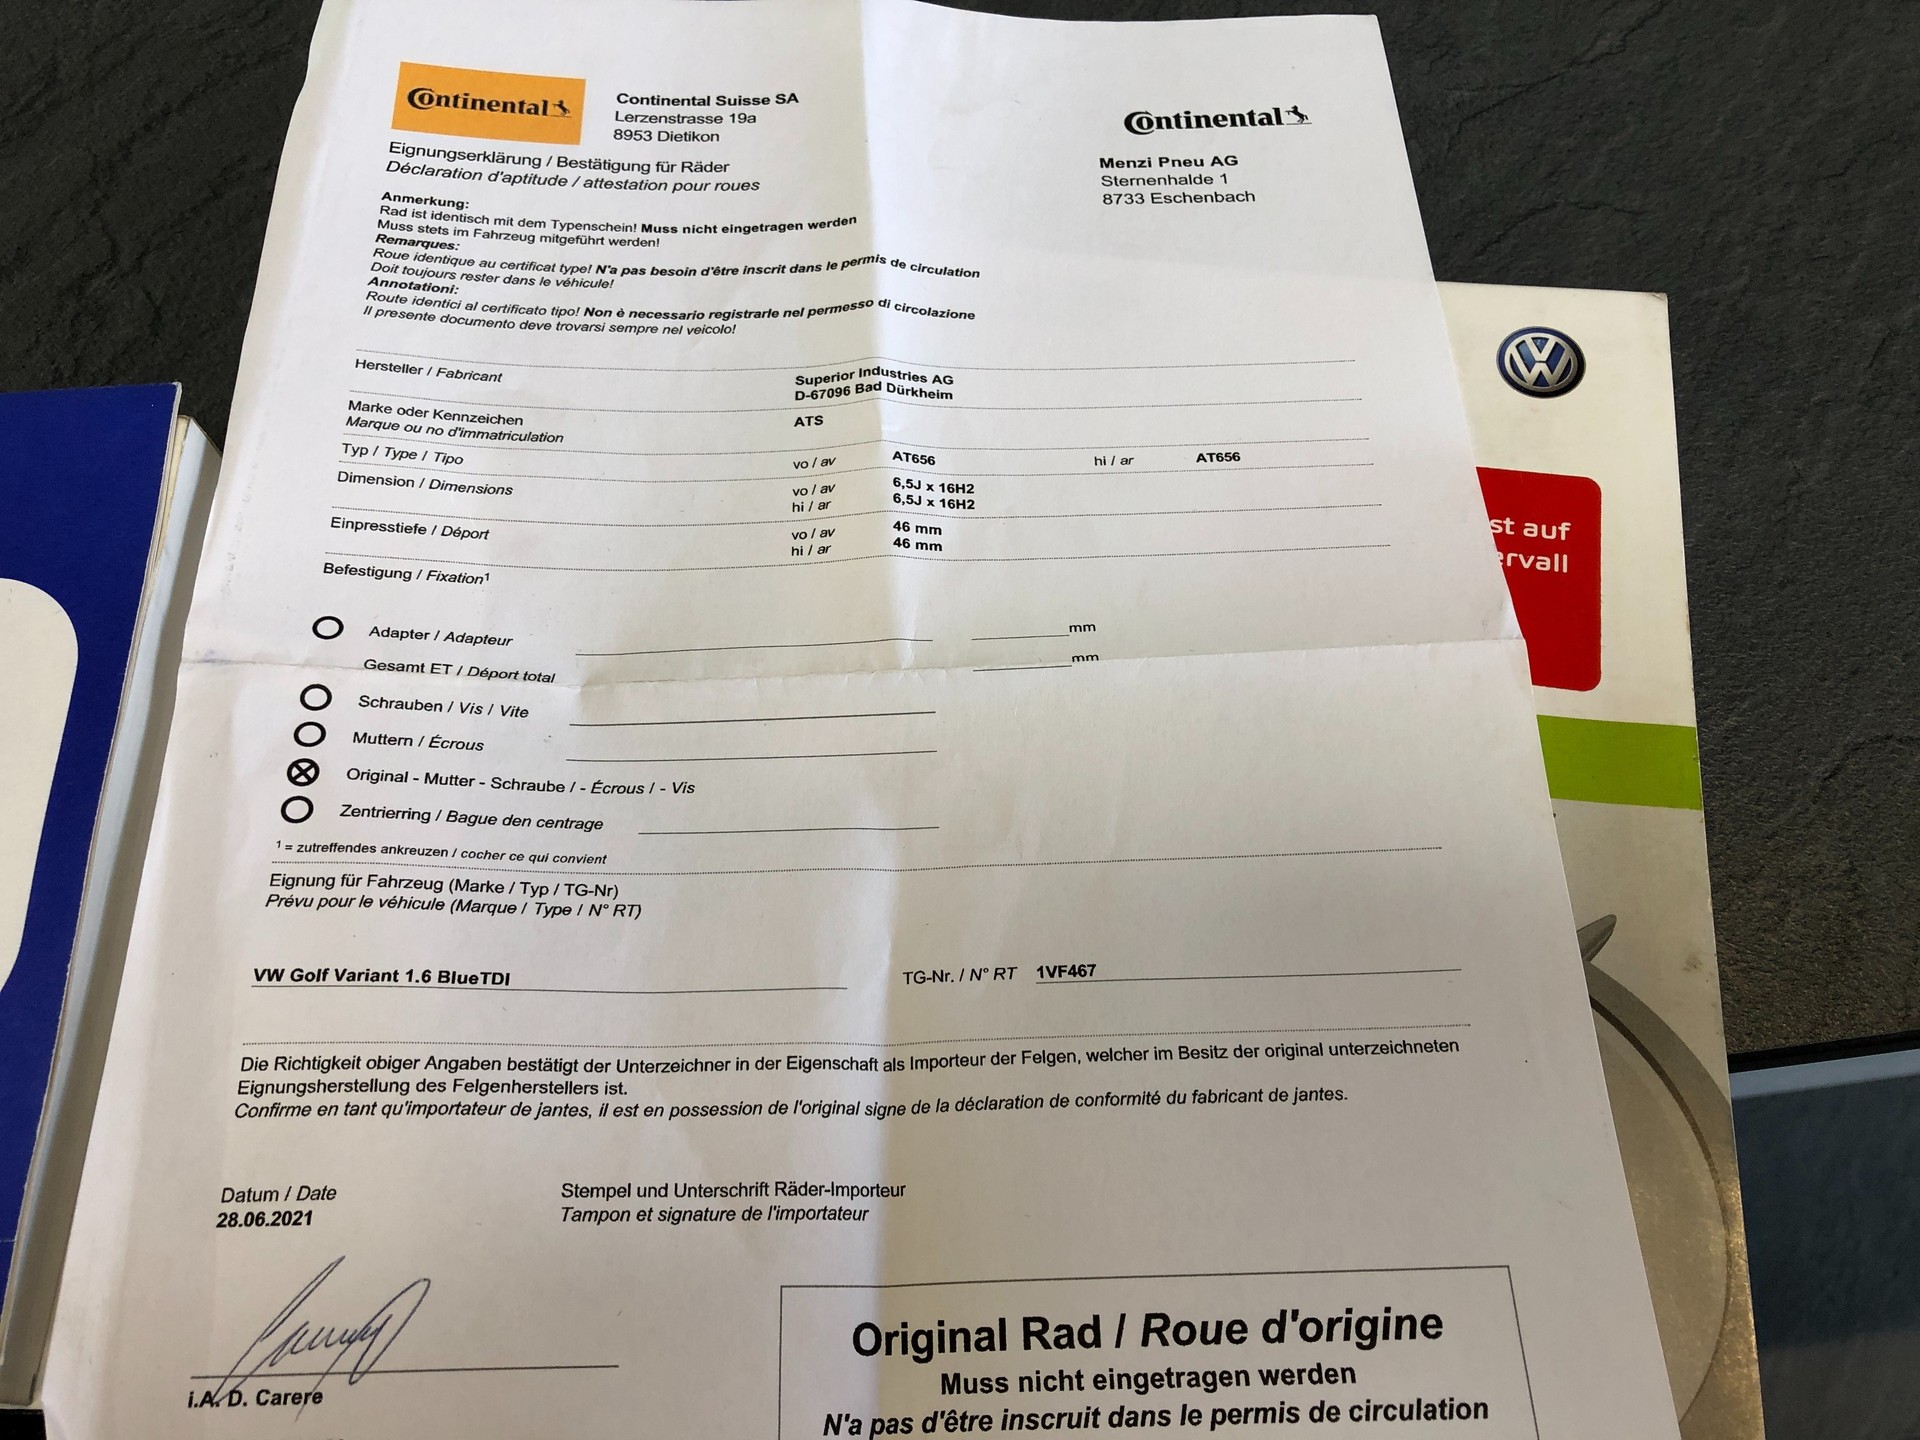 Continental
Continental Suisse SA
Lerzenstrasse 19a
8953 Dietikon
Continental
Menzi Pneu AG
Sternenhalde 1
8733 Eschenbach
Eignungserklärung / Bestätigung für Räder
Déclaration d'aptitude / attestation pour roues
Anmerkung:
Rad ist identisch mit dem Typenschein! Muss nicht eingetragen werden
Muss stets im Fahrzeug mitgeführt werden!
Remarques:
Roue identique au certificat type! N'a pas besoin d'être inscrit dans le permis de circulation
Doit toujours rester dans le véhicule!
Annotationi:
Route identici al certificato tipo! Non è necessario registrarle nel permesso di circolazione
Il presente documento deve trovarsi sempre nel veicolo!
Hersteller / Fabricant
Superior Industries AG
D-67096 Bad Dürkheim
Marke oder Kennzeichen
Marque ou no d'immatriculation
ATS
Typ / Type / Tipo vo / av AT656 hi / ar AT656
Dimension / Dimensions vo / av 6,5J x 16H2
hi / ar 6,5J x 16H2
Einpresstiefe / Déport vo / av 46 mm
hi / ar 46 mm
Befestigung / Fixation¹
Adapter / Adapteur mm
Gesamt ET / Déport total mm
Schrauben / Vis / Vite
Muttern / Écrous
Original - Mutter - Schraube / - Écrous / - Vis
Zentrierring / Bague den centrage
¹ = zutreffendes ankreuzen / cocher ce qui convient
Eignung für Fahrzeug (Marke / Typ / TG-Nr)
Prévu pour le véhicule (Marque / Type / N° RT)
VW Golf Variant 1.6 BlueTDI TG-Nr. / N° RT 1VF467
Die Richtigkeit obiger Angaben bestätigt der Unterzeichner in der Eigenschaft als Importeur der Felgen, welcher im Besitz der original unterzeichneten
Eignungsherstellung des Felgenherstellers ist.
Confirme en tant qu'importateur de jantes, il est en possession de l'original signe de la déclaration de conformité du fabricant de jantes.
Datum / Date
28.06.2021
Stempel und Unterschrift Räder-Importeur
Tampon et signature de l'importateur
i.A. D. Carere
Original Rad / Roue d'origine
Muss nicht eingetragen werden
N'a pas d'être inscruit dans le permis de circulation
VW
st auf
ervall